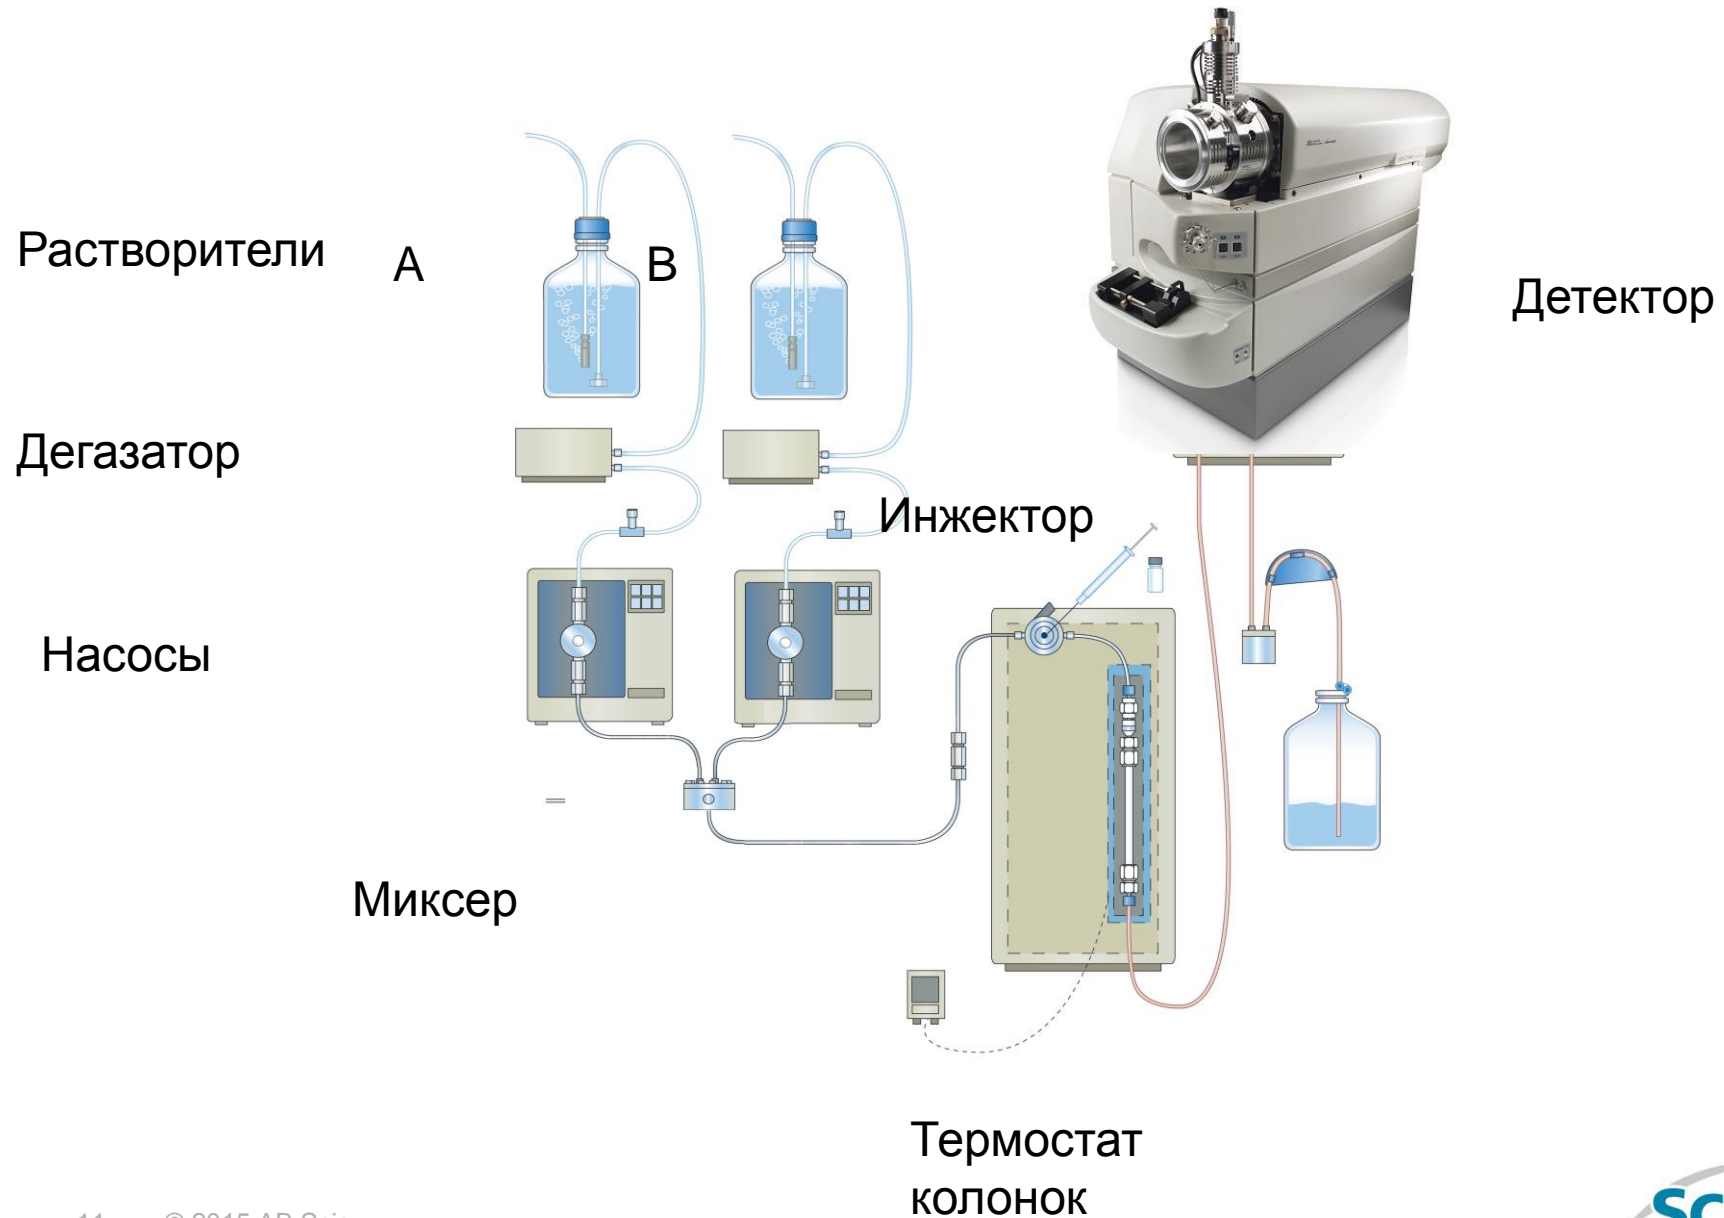 Растворители
A
B
Детектор
Дегазатор
Инжектор
Насосы
Миксер
Термостат
колонок